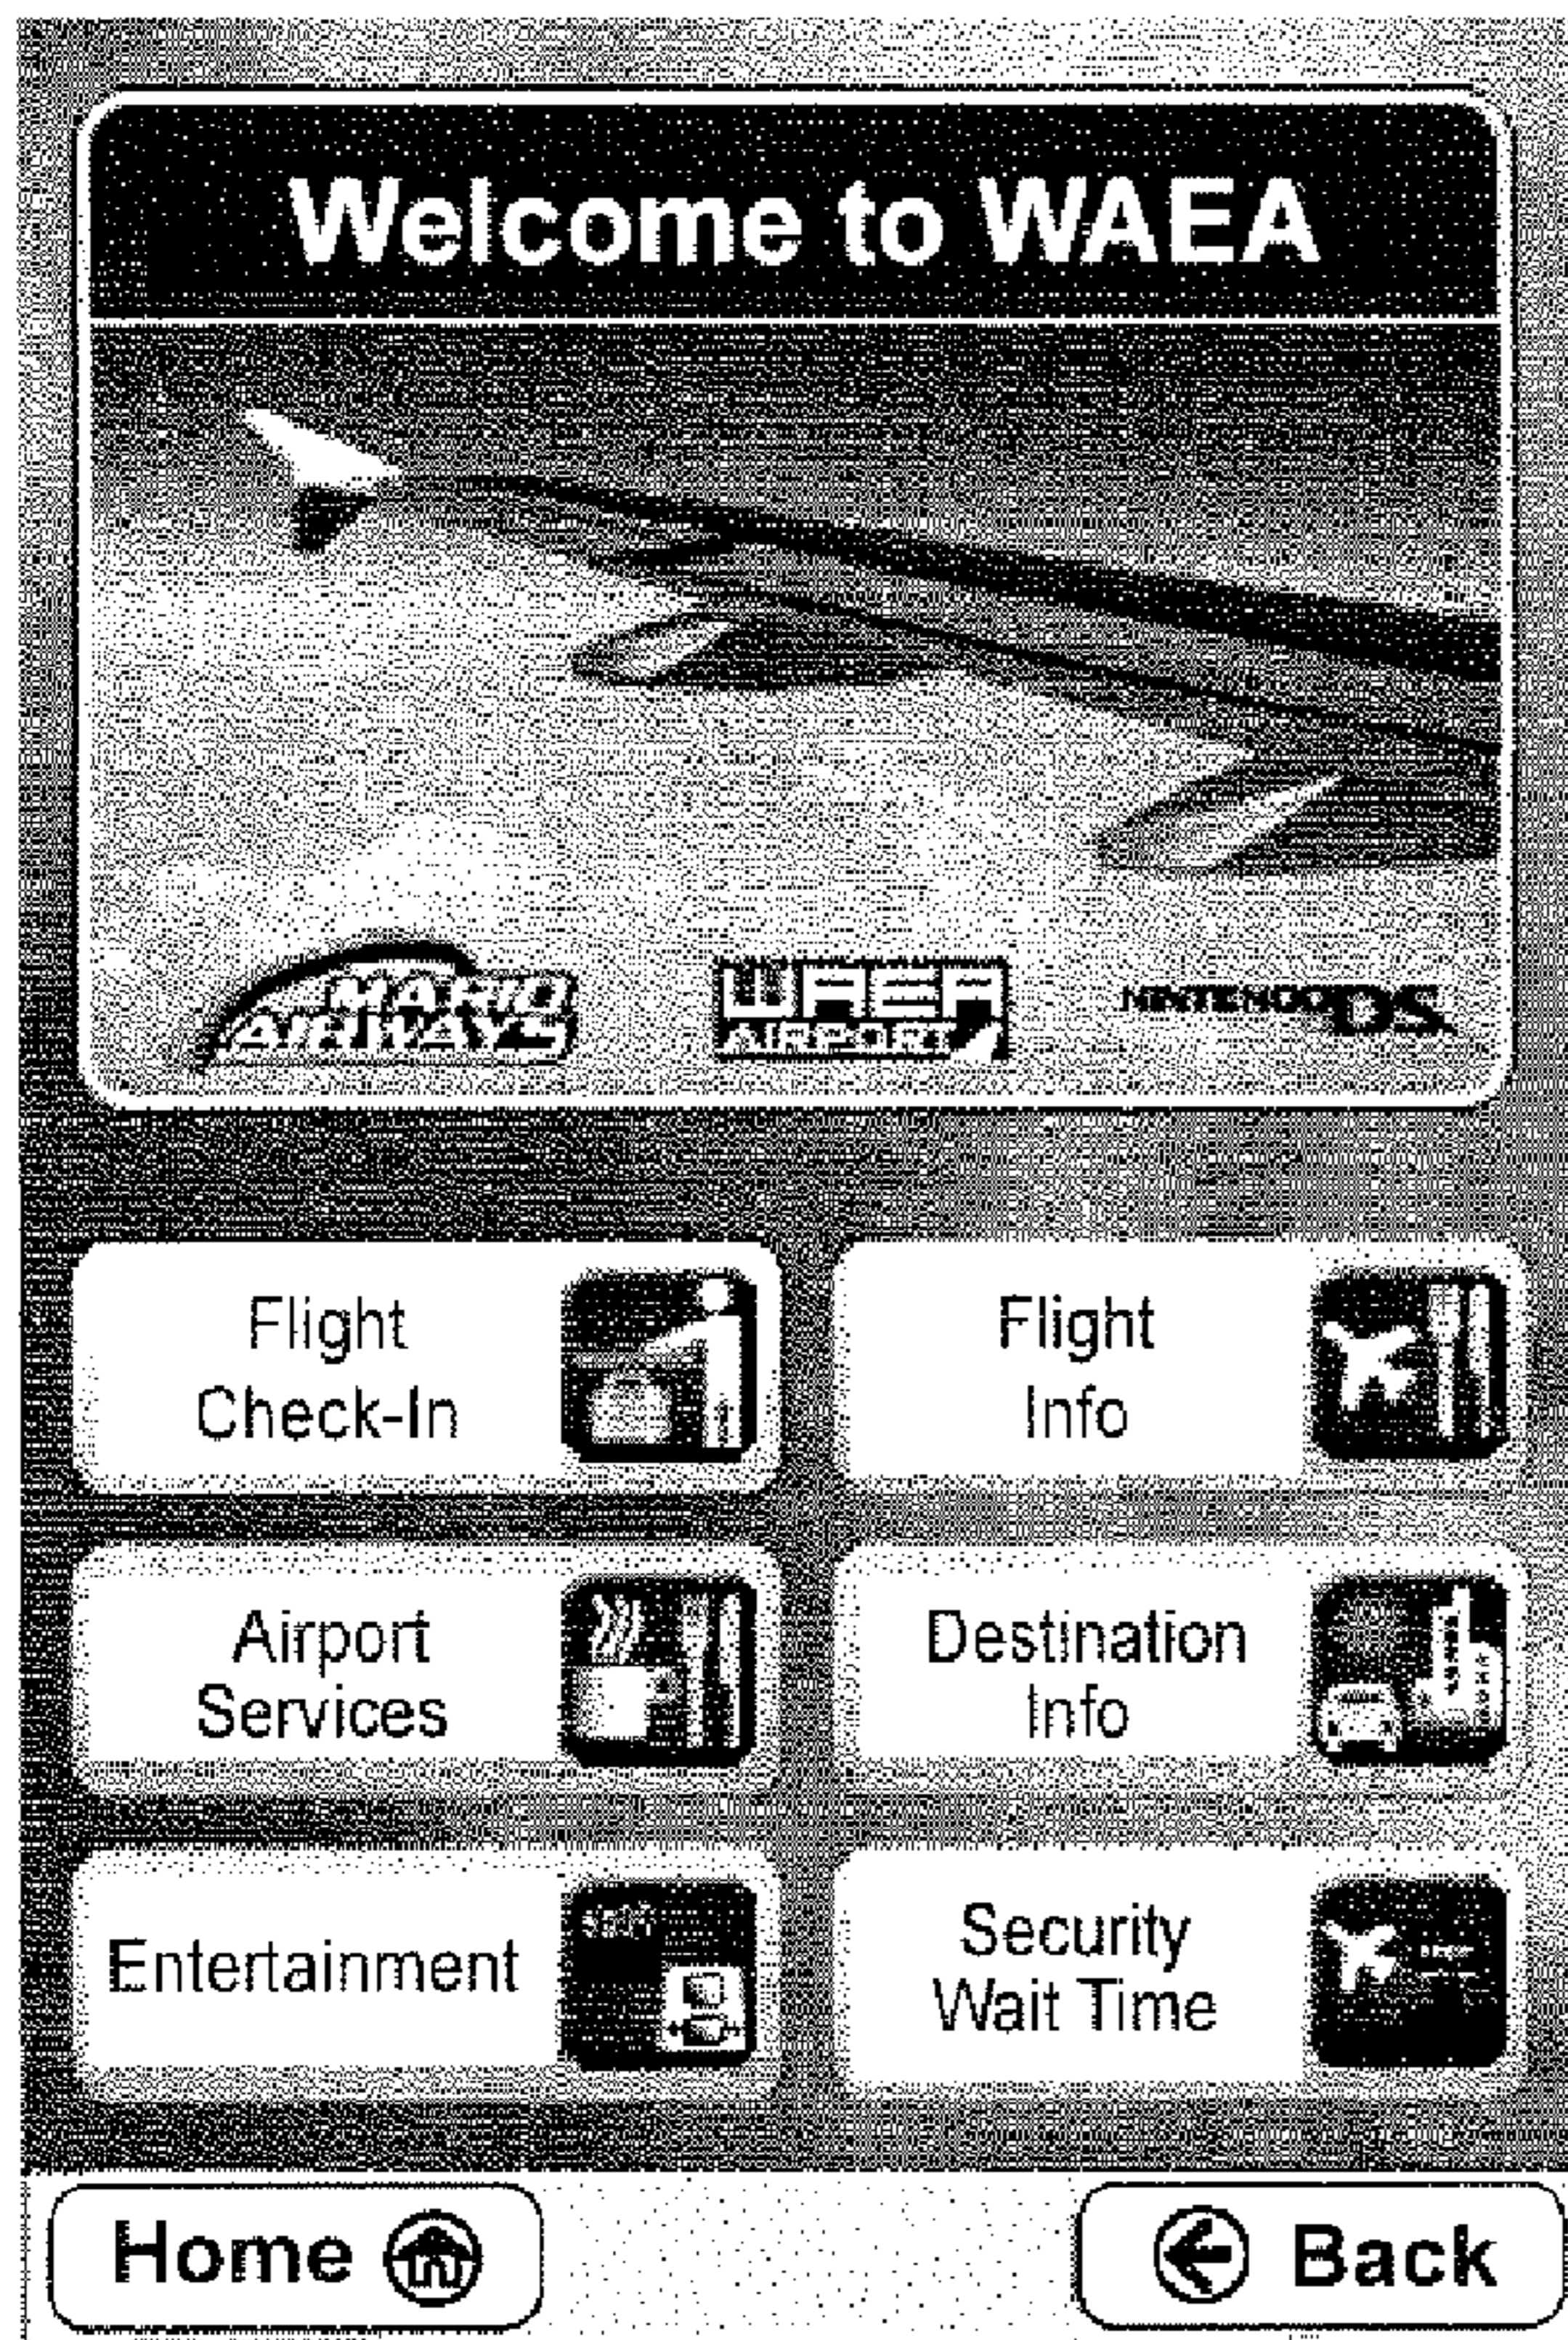 Welcome to WAEA
MARIO
AIRWAYS
WAEA
AIRPORT
NINTENDO DS
Flight
Check-In
Flight
Info
Airport
Services
Destination
Info
Entertainment
Security
Wait Time
Home
Back